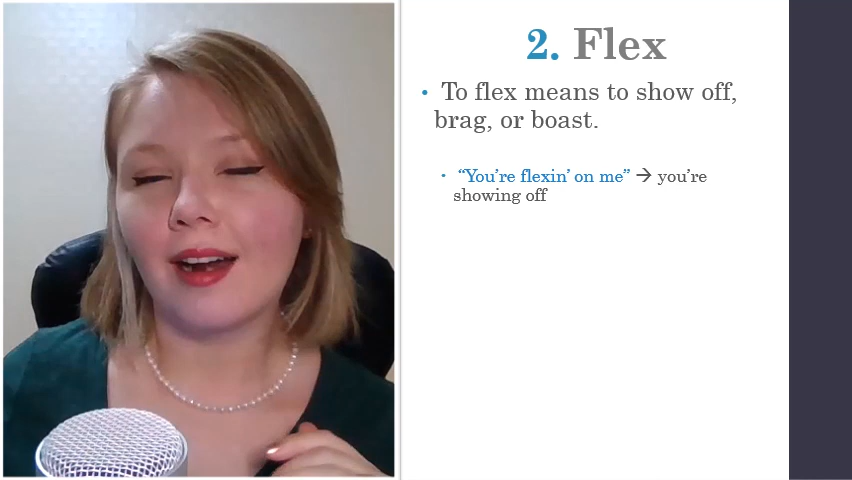 2. Flex
• To flex means to show off,
brag, or boast.
• “You’re flexin’ on me” → you’re
showing off